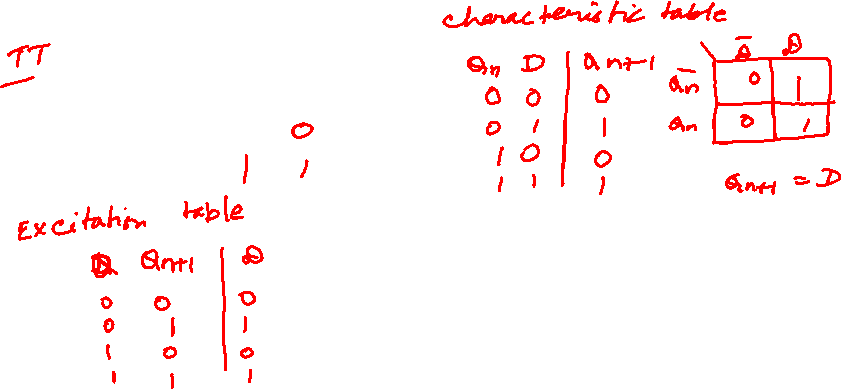 TT
0
1 1
characteristic table
Qn D | Qn+1
0 0 | 0
0 1 | 1
1 0 | 0
1 1 | 1
D̅ D
Q̅n 0 1
Qn 0 1
Qn+1 = D
Excitation table
Qn+1 | D
0 0 | 0
0 1 | 1
1 0 | 0
1 1 | 1